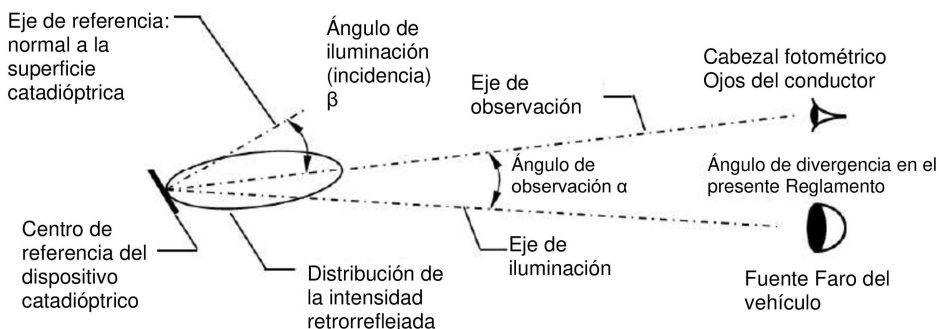 Eje de referencia:
normal a la
superficie
catadióptrica
Ángulo de
iluminación
(incidencia)
β
Eje de
observación
Cabezal fotométrico
Ojos del conductor
Ángulo de
observación α
Ángulo de divergencia en el
presente Reglamento
Centro de
referencia del
dispositivo
catadióptrico
Distribución de
la intensidad
retrorreflejada
Eje de
iluminación
Fuente Faro del
vehículo